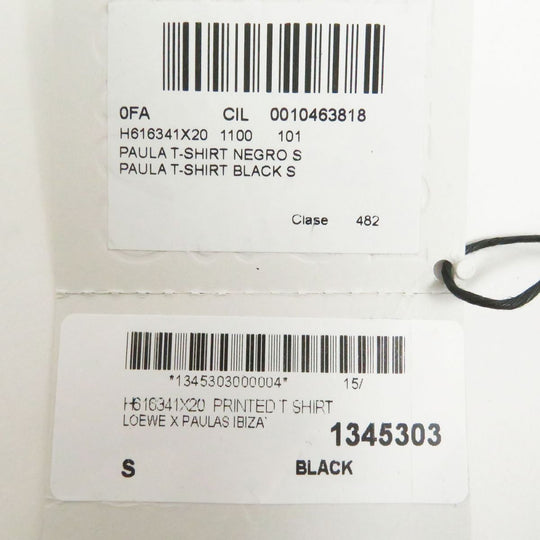 0FA CIL 0010463818
H616341X20 1100 101
PAULA T-SHIRT NEGRO S
PAULA T-SHIRT BLACK S
Clase 482
*1345303000004* 15/
H616341X20 PRINTED T SHIRT
LOEWE X PAULAS IBIZA`
1345303
S BLACK